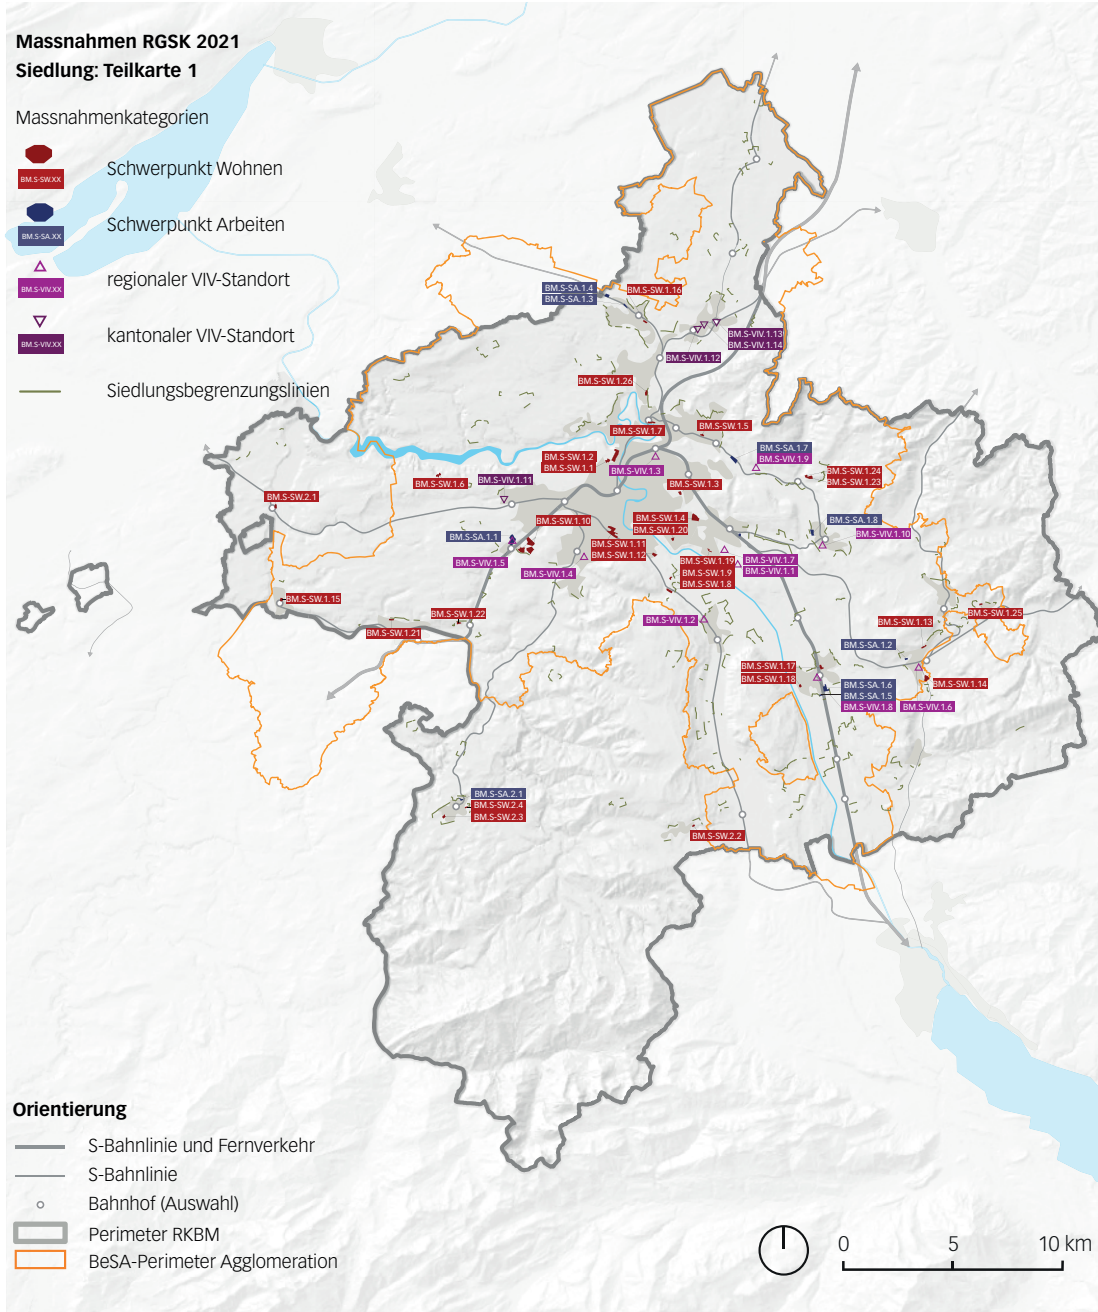 Massnahmen RGSK 2021
Siedlung: Teilkarte 1
Massnahmenkategorien
BM.S-SW.XX
Schwerpunkt Wohnen
BM.S-SA.XX
Schwerpunkt Arbeiten
BM.S-VIV.XX
regionaler VIV-Standort
BM.S-VIV.XX
kantonaler VIV-Standort
Siedlungsbegrenzungslinien
BM.S-SA.1.4
BM.S-SA.1.3
BM.S-SW.1.16
BM.S-VIV.1.13
BM.S-VIV.1.14
BM.S-VIV.1.12
BM.S-SW.1.26
BM.S-SW.1.7
BM.S-SW.1.5
BM.S-SA.1.7
BM.S-VIV.1.9
BM.S-SW.1.2
BM.S-SW.1.1
BM.S-VIV.1.3
BM.S-SW.1.24
BM.S-SW.1.23
BM.S-SW.1.6
BM.S-VIV.1.11
BM.S-SW.1.3
BM.S-SW.2.1
BM.S-SW.1.10
BM.S-SW.1.4
BM.S-SW.1.20
BM.S-SA.1.8
BM.S-VIV.1.10
BM.S-SA.1.1
BM.S-SW.1.11
BM.S-SW.1.12
BM.S-VIV.1.5
BM.S-VIV.1.4
BM.S-SW.1.19
BM.S-SW.1.9
BM.S-SW.1.8
BM.S-VIV.1.7
BM.S-VIV.1.1
BM.S-SW.1.15
BM.S-SW.1.22
BM.S-SW.1.21
BM.S-VIV.1.2
BM.S-SW.1.13
BM.S-SW.1.25
BM.S-SA.1.2
BM.S-SW.1.17
BM.S-SW.1.18
BM.S-SW.1.14
BM.S-SA.1.6
BM.S-SA.1.5
BM.S-VIV.1.8
BM.S-VIV.1.6
BM.S-SA.2.1
BM.S-SW.2.4
BM.S-SW.2.3
BM.S-SW.2.2
Orientierung
S-Bahnlinie und Fernverkehr
S-Bahnlinie
Bahnhof (Auswahl)
Perimeter RKBM
BeSA-Perimeter Agglomeration
0 5 10 km